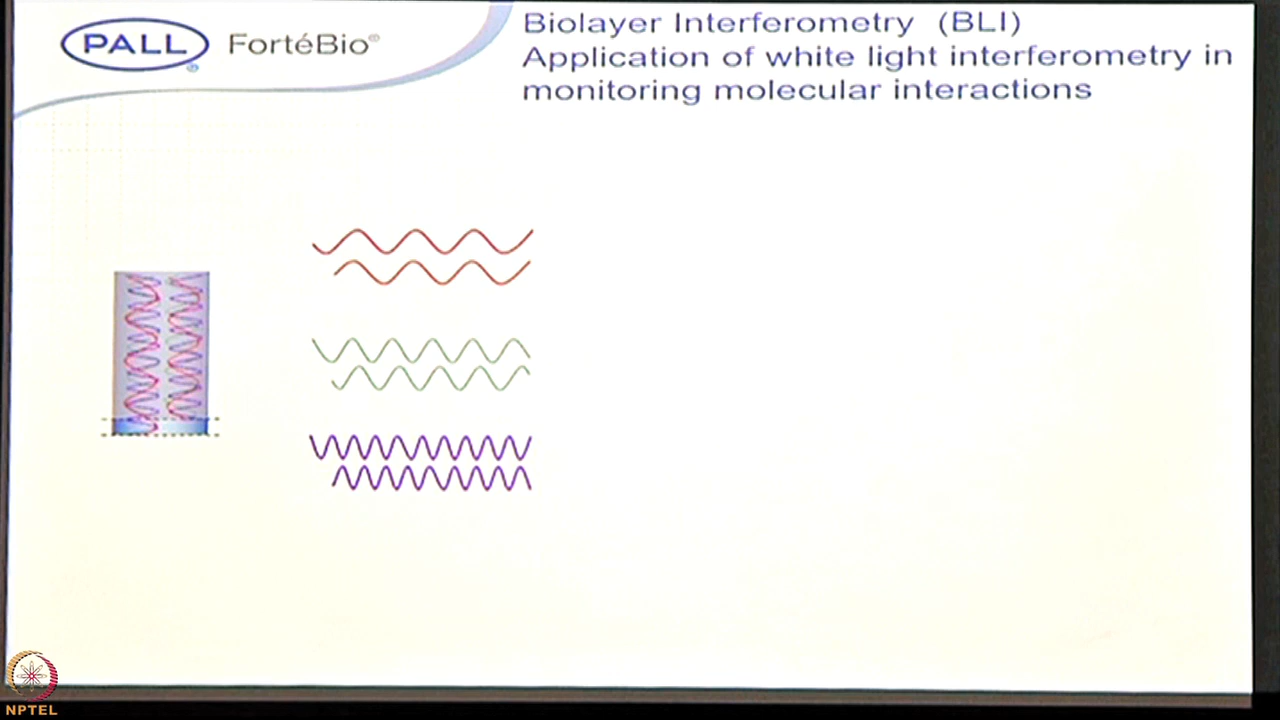 PALL
®
FortéBio®
Biolayer Interferometry (BLI)
Application of white light interferometry in
monitoring molecular interactions
NPTEL